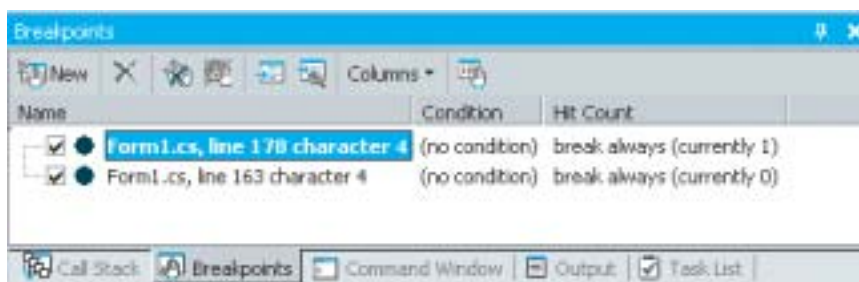 Breakpoints
New Columns
Name Condition Hit Count
Form1.cs, line 178 character 4 (no condition) break always (currently 1)
Form1.cs, line 163 character 4 (no condition) break always (currently 0)
Call Stack Breakpoints Command Window Output Task List